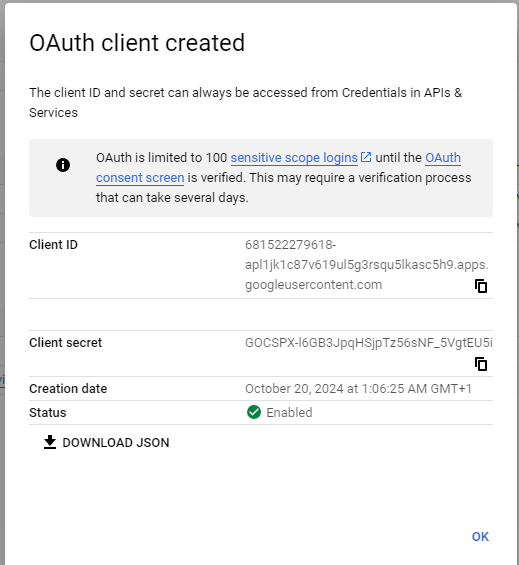 OAuth client created
The client ID and secret can always be accessed from Credentials in APIs &
Services
OAuth is limited to 100 sensitive scope logins until the OAuth
consent screen is verified. This may require a verification process
that can take several days.
Client ID
681522279618-
apl1jk1c87v619ul5g3rsqu5lkasc5h9.apps.
googleusercontent.com
Client secret
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
Creation date October 20, 2024 at 1:06:25 AM GMT+1
Status Enabled
DOWNLOAD JSON
OK